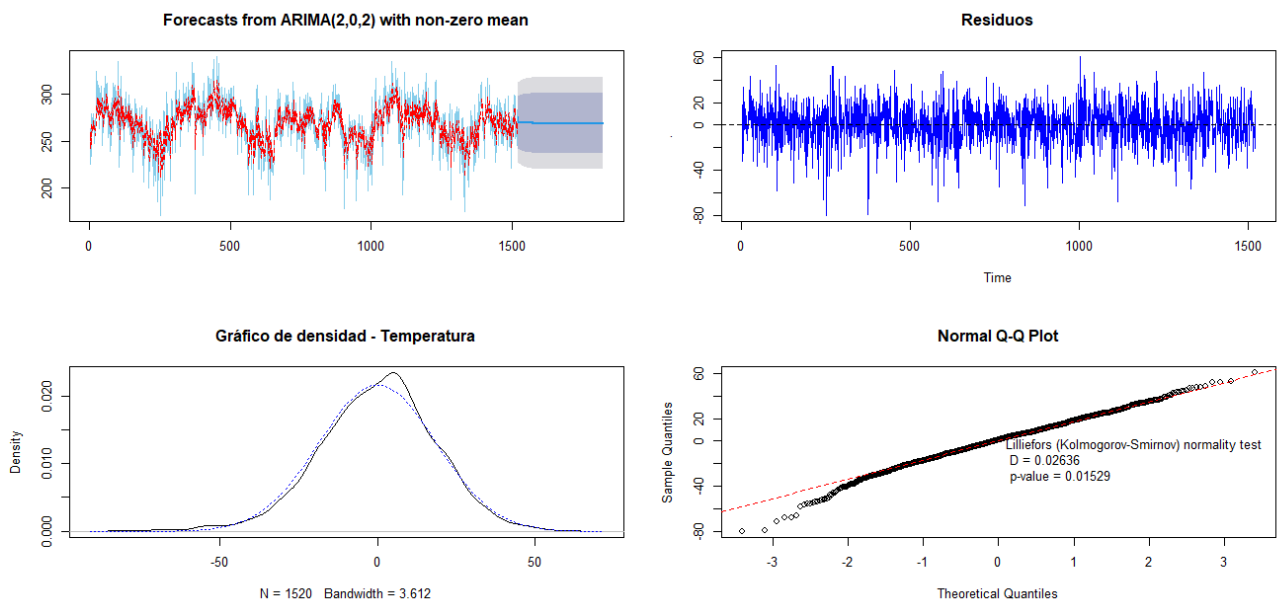 Forecasts from ARIMA(2,0,2) with non-zero mean
300
250
200
0 500 1000 1500
Residuos
60
20
0
-40
-80
0 500 1000 1500
Time
Gráfico de densidad - Temperatura
Density
0.020
0.010
0.000
-50 0 50
N = 1520 Bandwidth = 3.612
Normal Q-Q Plot
Sample Quantiles
60
20
0
-40
-80
Lilliefors (Kolmogorov-Smirnov) normality test
D = 0.02636
p-value = 0.01529
-3 -2 -1 0 1 2 3
Theoretical Quantiles